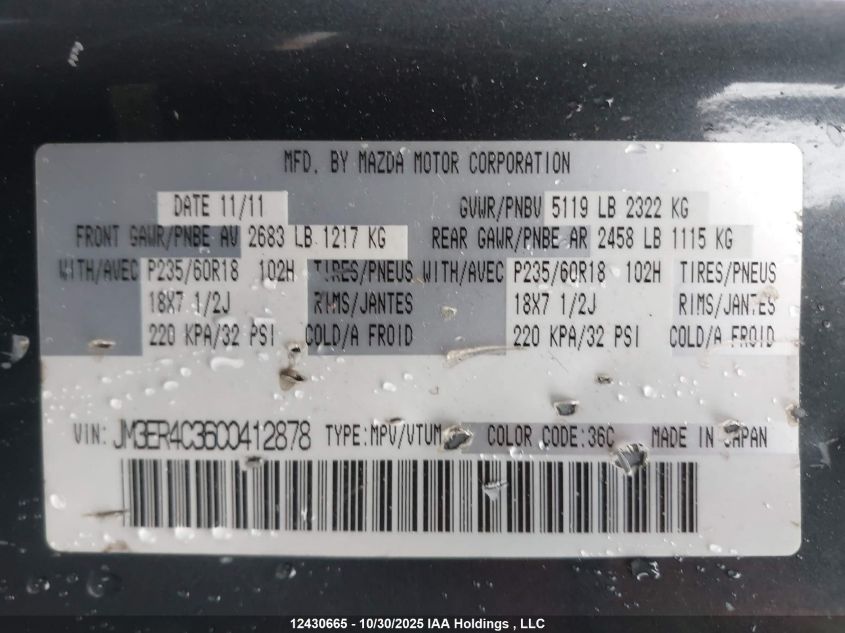 MFD. BY MAZDA MOTOR CORPORATION
DATE 11/11 GVWR/PNBV 5119 LB 2322 KG
FRONT GAWR/PNBE AV 2683 LB 1217 KG REAR GAWR/PNBE AR 2458 LB 1115 KG
WITH/AVEC P235/60R18 102H TIRES/PNEUS WITH/AVEC P235/60R18 102H TIRES/PNEUS
18X7 1/2J RIMS/JANTES 18X7 1/2J RIMS/JANTES
220 KPA/32 PSI COLD/A FROID 220 KPA/32 PSI COLD/A FROID
VIN: JM3ER4C36C0412878 TYPE:MPV/VTUM COLOR CODE:36C MADE IN JAPAN
12430665 - 10/30/2025 IAA Holdings , LLC